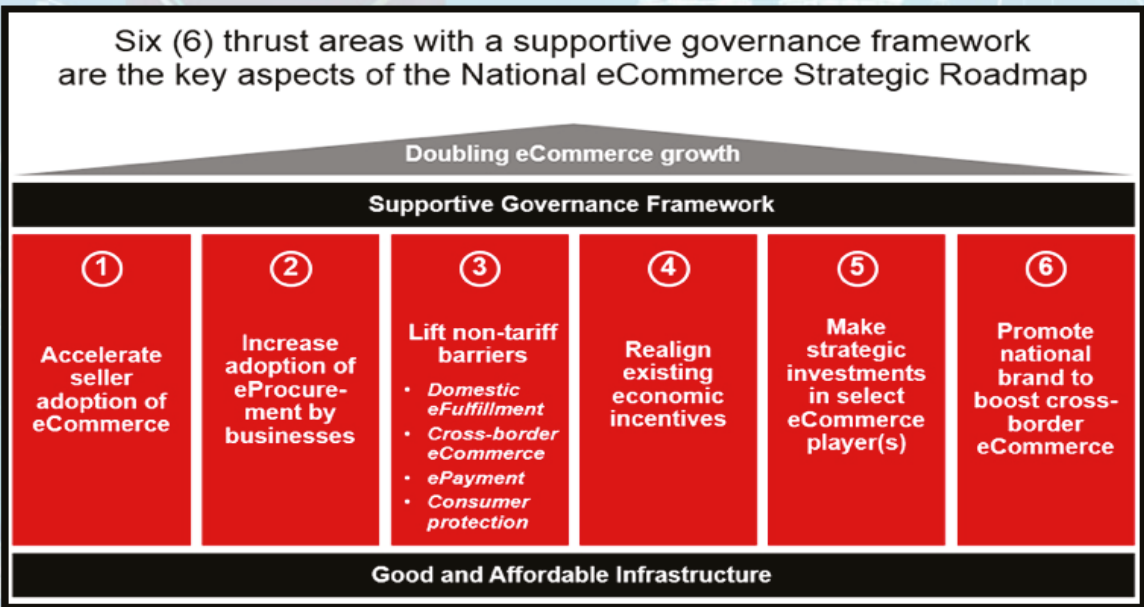 Six (6) thrust areas with a supportive governance framework
are the key aspects of the National eCommerce Strategic Roadmap
Doubling eCommerce growth
Supportive Governance Framework
1
Accelerate
seller
adoption of
eCommerce
2
Increase
adoption of
eProcure-
ment by
businesses
3
Lift non-tariff
barriers
• Domestic
eFulfillment
• Cross-border
eCommerce
• ePayment
• Consumer
protection
4
Realign
existing
economic
incentives
5
Make
strategic
investments
in select
eCommerce
player(s)
6
Promote
national
brand to
boost cross-
border
eCommerce
Good and Affordable Infrastructure